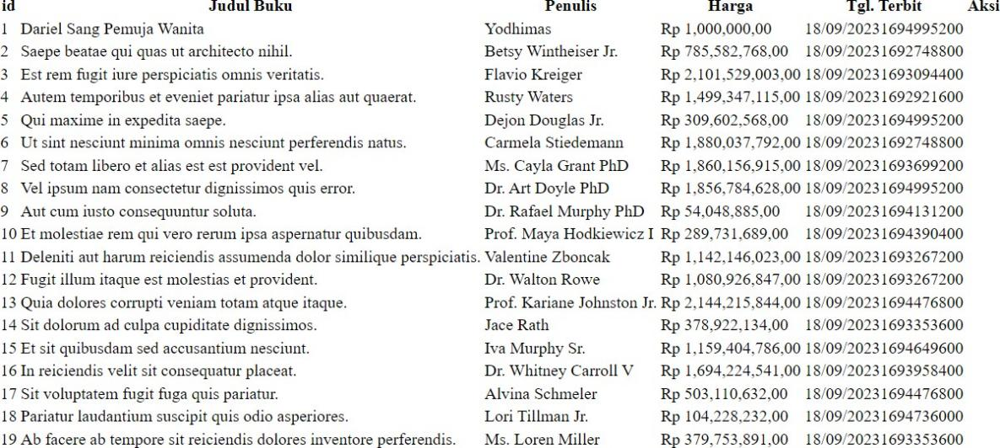 id Judul Buku Penulis Harga Tgl. Terbit Aksi
1 Dariel Sang Pemuja Wanita Yodhimas Rp 1,000,000,00 18/09/20231694995200
2 Saepe beatae qui quas ut architecto nihil. Betsy Wintheiser Jr. Rp 785,582,768,00 18/09/20231692748800
3 Est rem fugit iure perspiciatis omnis veritatis. Flavio Kreiger Rp 2,101,529,003,00 18/09/20231693094400
4 Autem temporibus et eveniet pariatur ipsa alias aut quaerat. Rusty Waters Rp 1,499,347,115,00 18/09/20231692921600
5 Qui maxime in expedita saepe. Dejon Douglas Jr. Rp 309,602,568,00 18/09/20231694995200
6 Ut sint nesciunt minima omnis nesciunt perferendis natus. Carmela Stiedemann Rp 1,880,037,792,00 18/09/20231692748800
7 Sed totam libero et alias est est provident vel. Ms. Cayla Grant PhD Rp 1,860,156,915,00 18/09/20231693699200
8 Vel ipsum nam consectetur dignissimos quis error. Dr. Art Doyle PhD Rp 1,856,784,628,00 18/09/20231694995200
9 Aut cum iusto consequuntur soluta. Dr. Rafael Murphy PhD Rp 54,048,885,00 18/09/20231694131200
10 Et molestiae rem qui vero rerum ipsa aspernatur quibusdam. Prof. Maya Hodkiewicz I Rp 289,731,689,00 18/09/20231694390400
11 Deleniti aut harum reiciendis assumenda dolor similique perspiciatis. Valentine Zboncak Rp 1,142,146,023,00 18/09/20231693267200
12 Fugit illum itaque est molestias et provident. Dr. Walton Rowe Rp 1,080,926,847,00 18/09/20231693267200
13 Quia dolores corrupti veniam totam atque itaque. Prof. Kariane Johnston Jr. Rp 2,144,215,844,00 18/09/20231694476800
14 Sit dolorum ad culpa cupiditate dignissimos. Jace Rath Rp 378,922,134,00 18/09/20231693353600
15 Et sit quibusdam sed accusantium nesciunt. Iva Murphy Sr. Rp 1,159,404,786,00 18/09/20231694649600
16 In reiciendis velit sit consequatur placeat. Dr. Whitney Carroll V Rp 1,694,224,541,00 18/09/20231693958400
17 Sit voluptatem fugit fuga quis pariatur. Alvina Schmeler Rp 503,110,632,00 18/09/20231694476800
18 Pariatur laudantium suscipit quis odio asperiores. Lori Tillman Jr. Rp 104,228,232,00 18/09/20231694736000
19 Ab facere ab tempore sit reiciendis dolores inventore perferendis. Ms. Loren Miller Rp 379,753,891,00 18/09/20231693353600